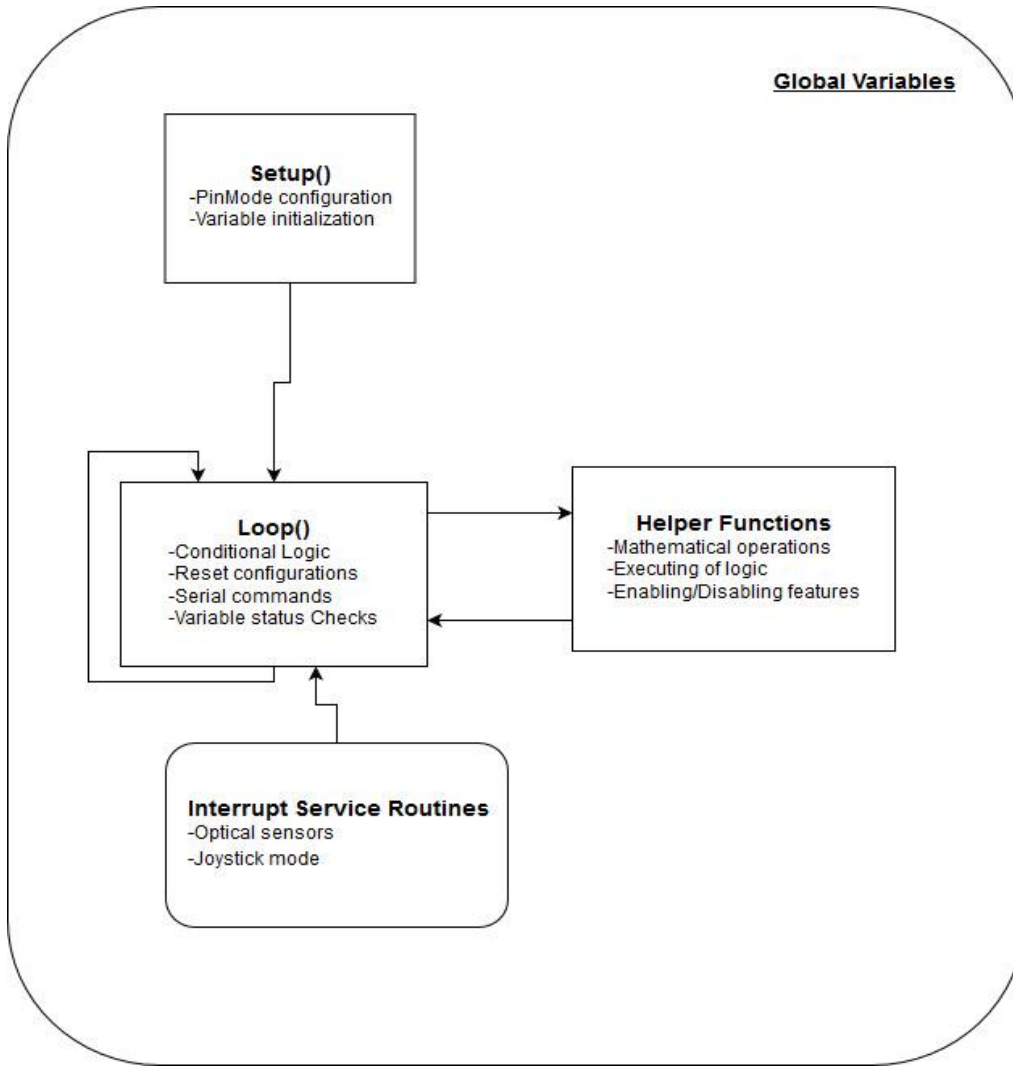 Global Variables
Setup()
-PinMode configuration
-Variable initialization
Loop()
-Conditional Logic
-Reset configurations
-Serial commands
-Variable status Checks
Helper Functions
-Mathematical operations
-Executing of logic
-Enabling/Disabling features
Interrupt Service Routines
-Optical sensors
-Joystick mode